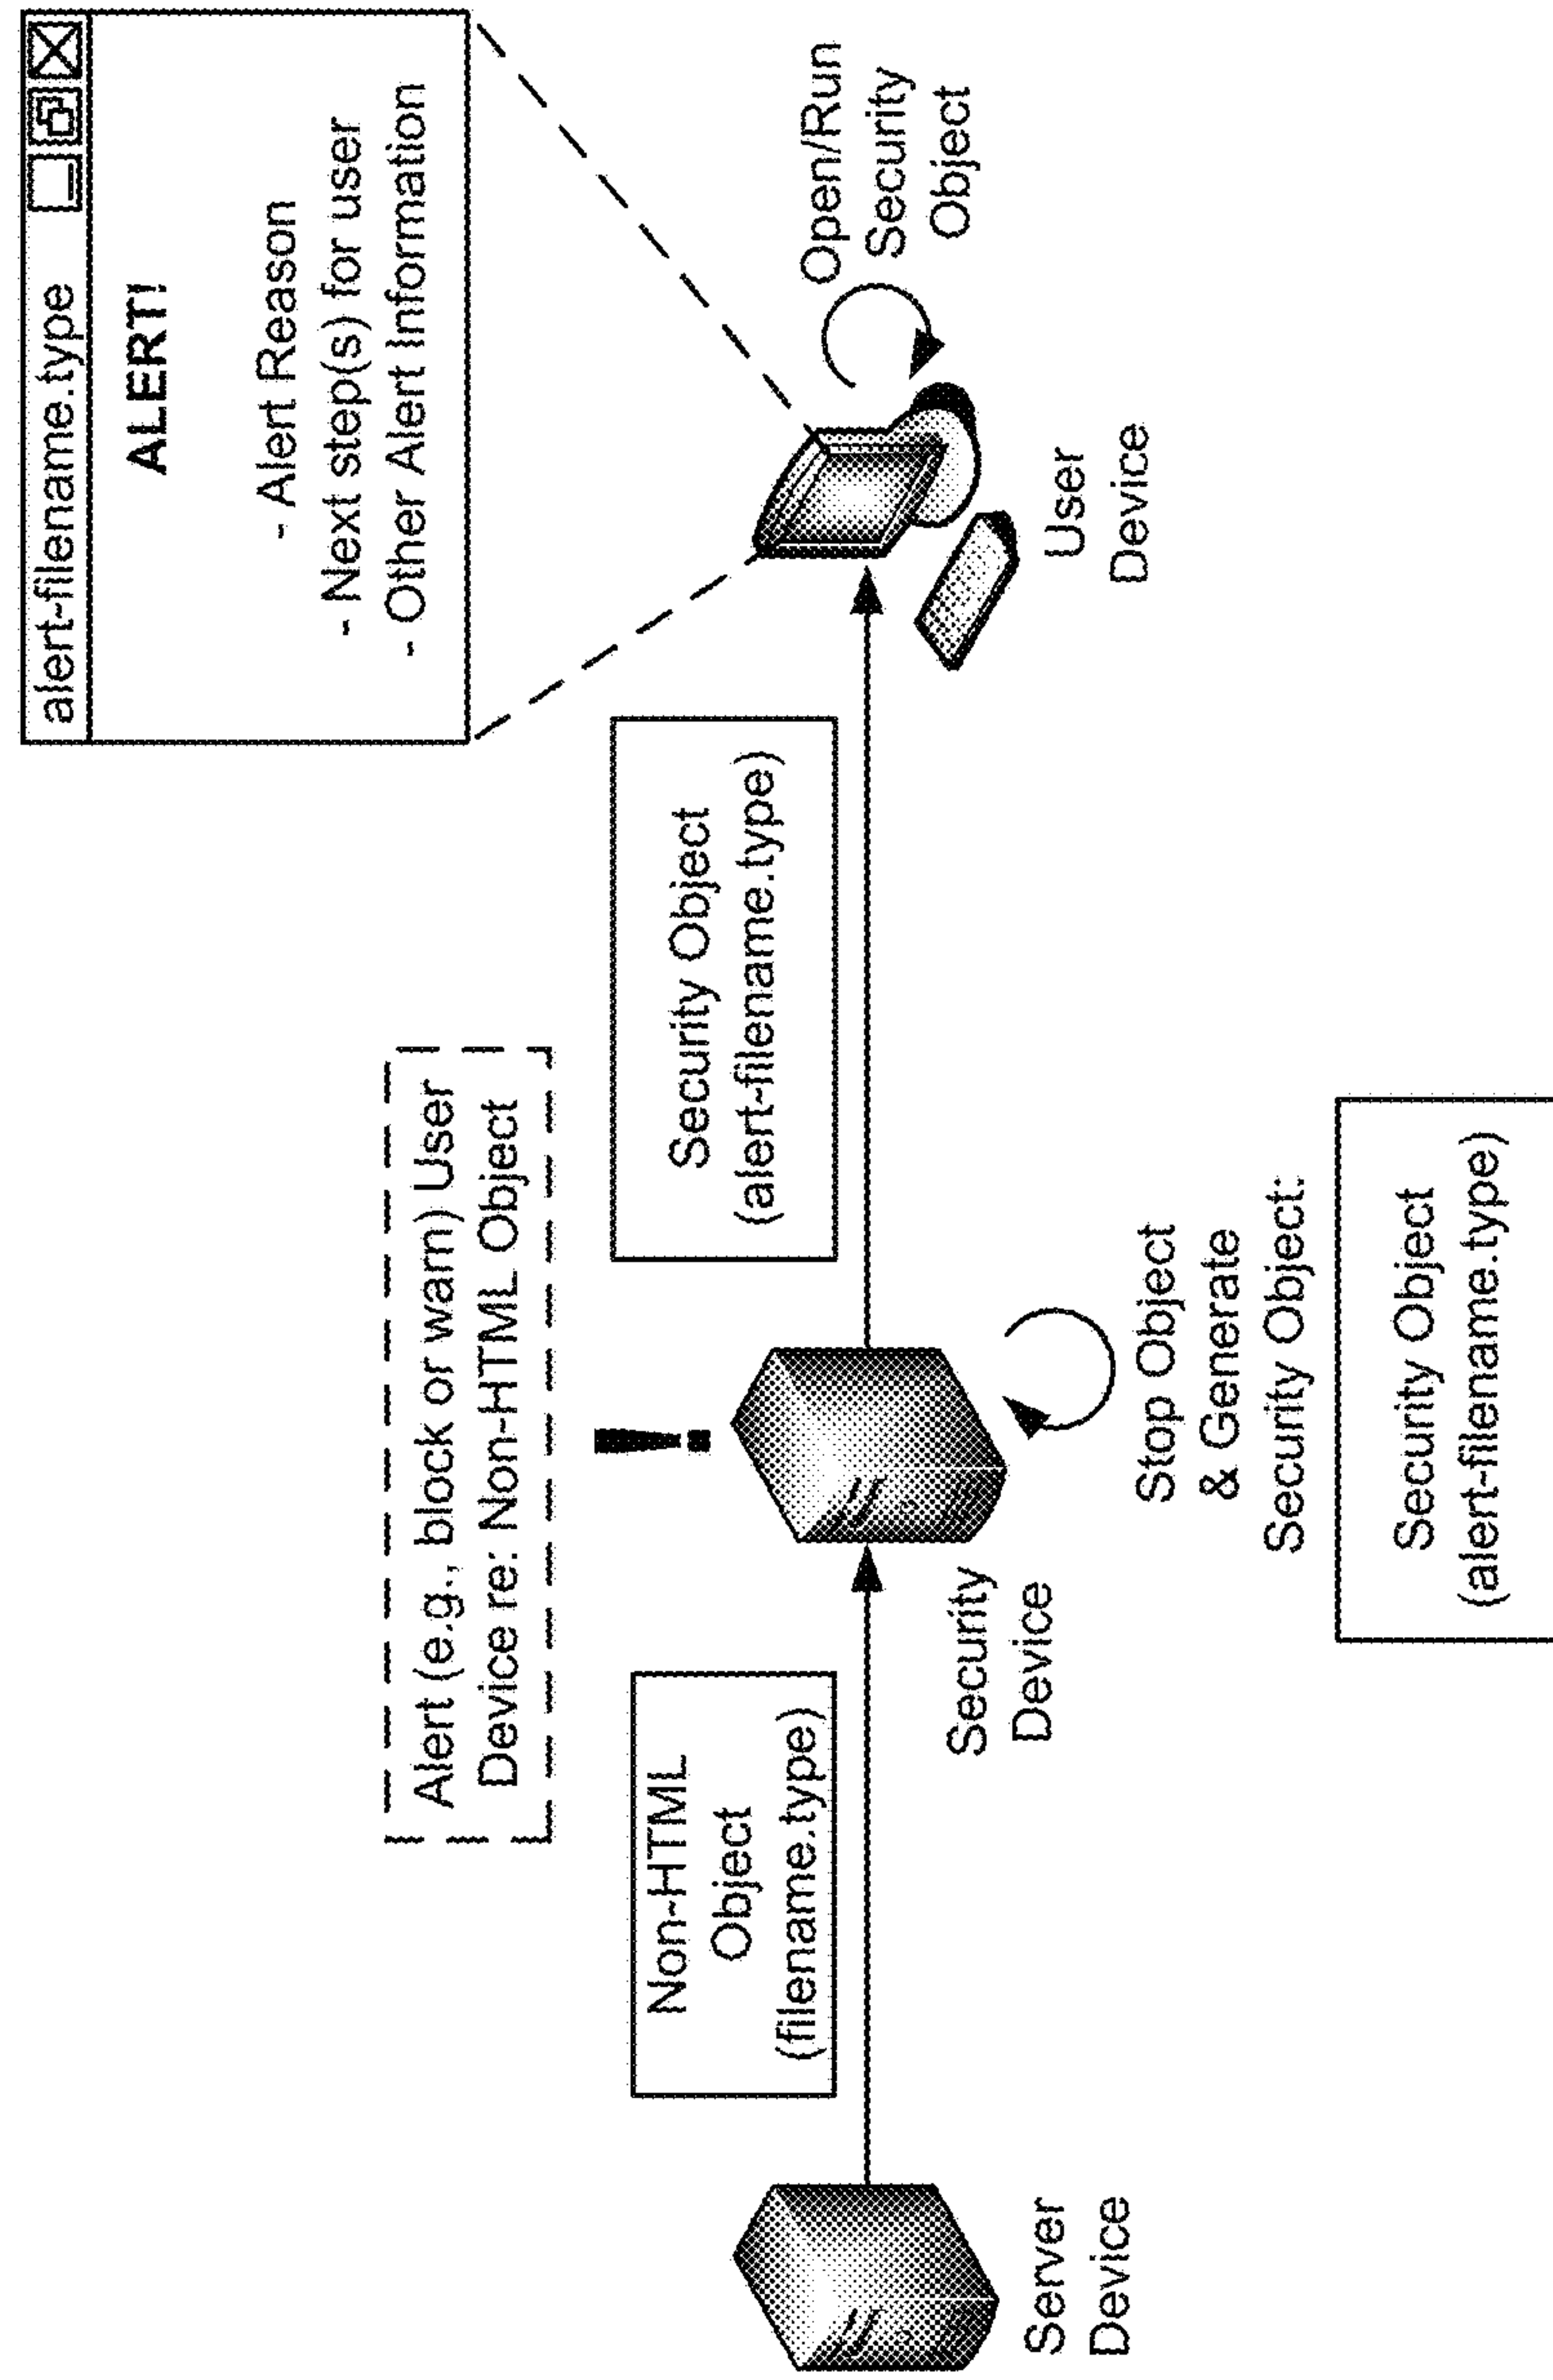 alert-filename.type
ALERT!
- Alert Reason
- Next step(s) for user
- Other Alert Information
Alert (e.g., block or warn) User
Device re: Non-HTML Object
Non-HTML
Object
(filename.type)
Security Object
(alert-filename.type)
Open/Run
Security
Object
Server
Device
Security
Device
User
Device
Stop Object
& Generate
Security Object:
Security Object
(alert-filename.type)